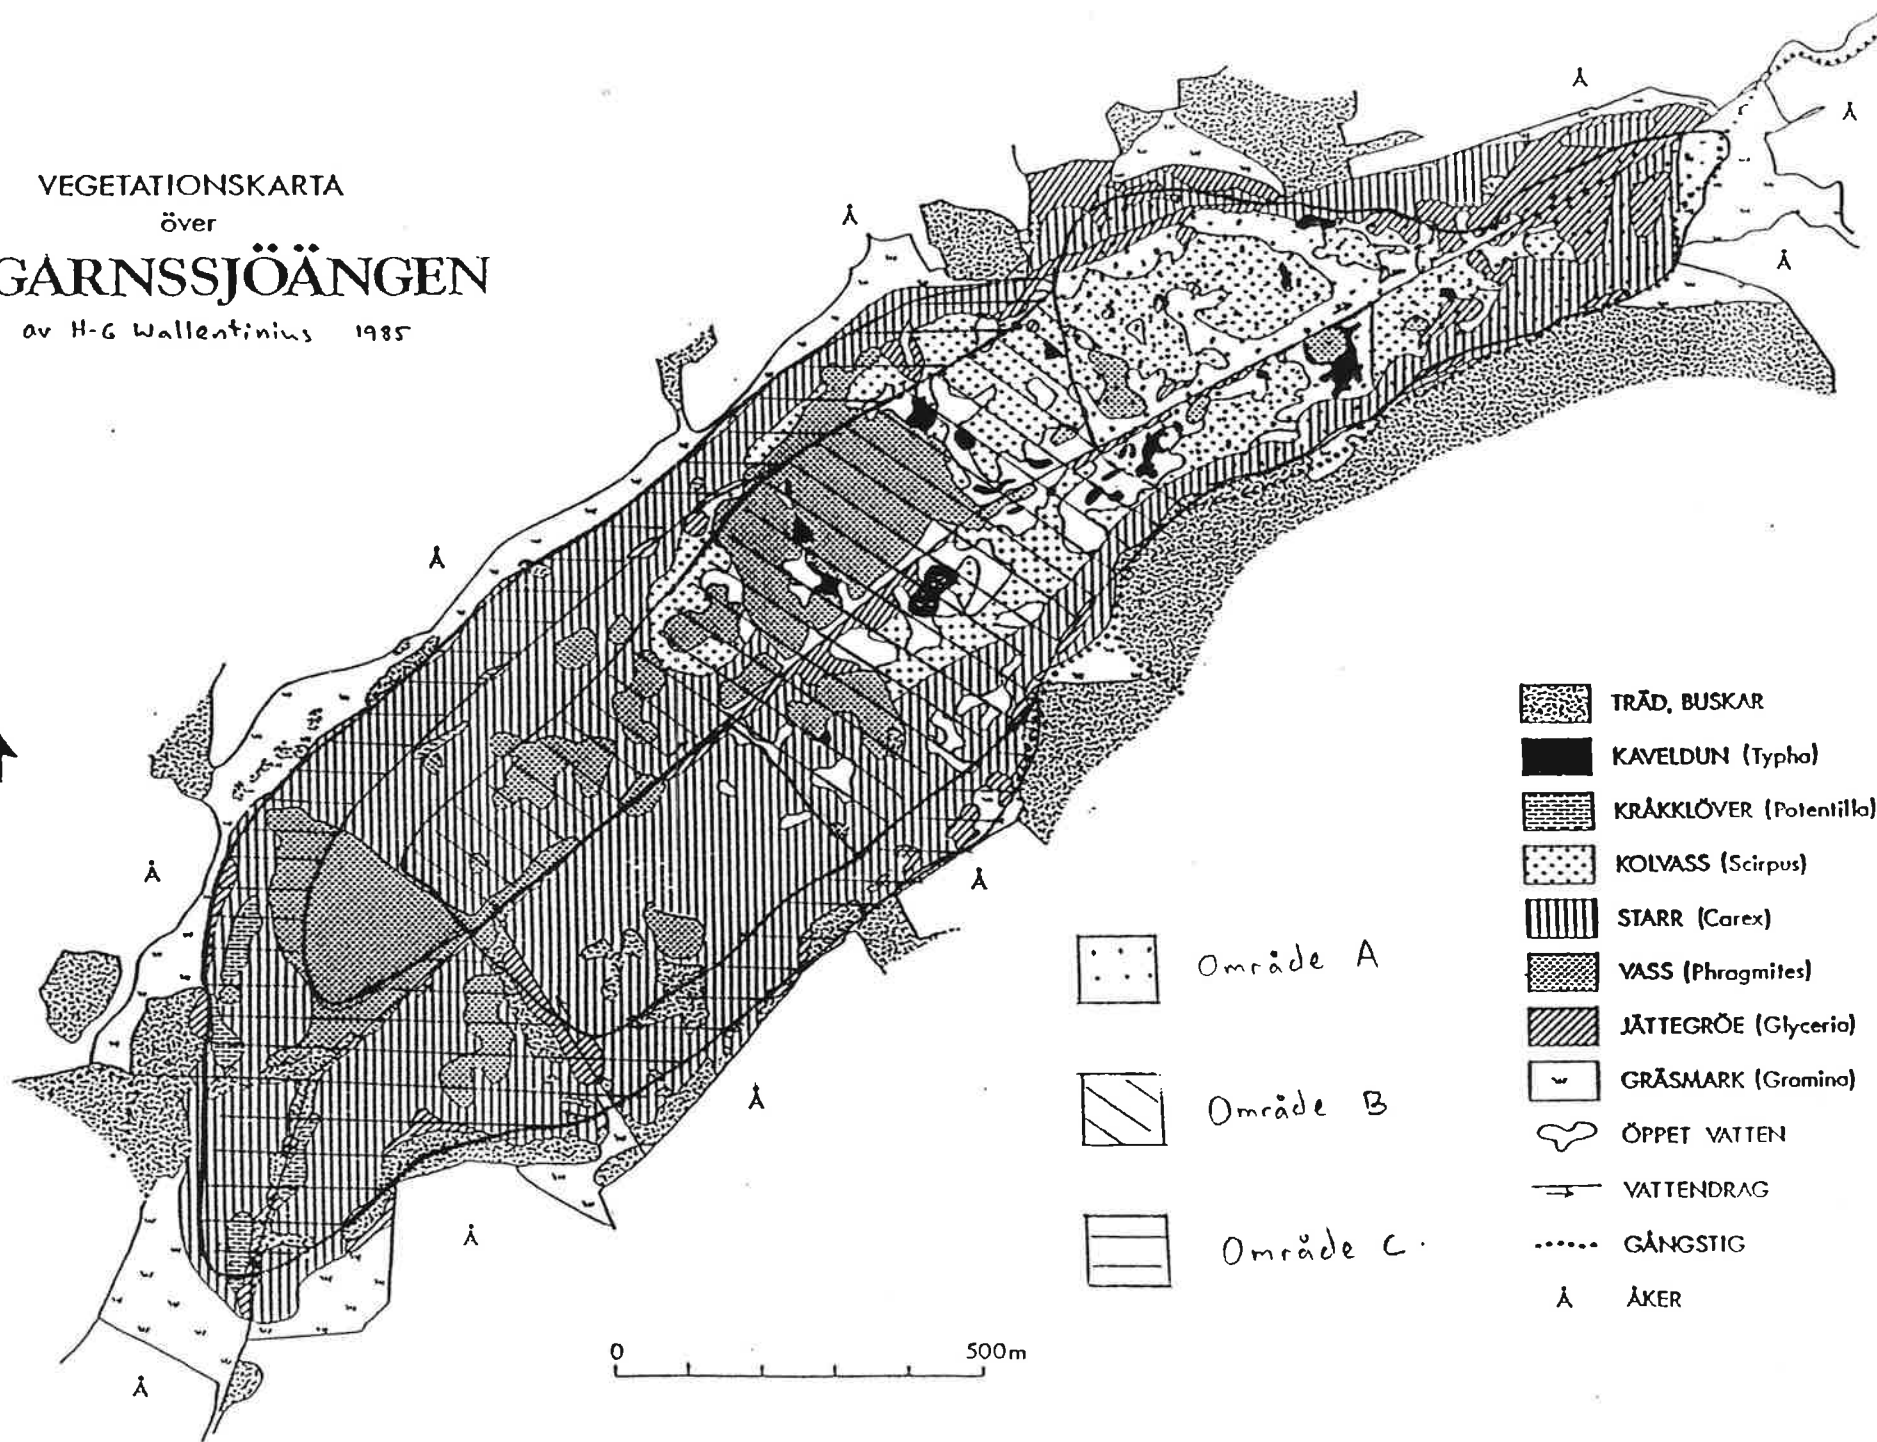 VEGETATIONSKARTA
över
GARNSSJÖÄNGEN
av H-G Wallentinius 1985
Å
Å
Å
Å
Å
Å
Å
Å
Å
Å
TRÄD, BUSKAR
KAVELDUN (Typha)
KRÅKKLÖVER (Potentilla)
KOLVASS (Scirpus)
STARR (Carex)
VASS (Phragmites)
JÄTTEGRÖE (Glyceria)
GRÄSMARK (Gramina)
ÖPPET VATTEN
VATTENDRAG
GÅNGSTIG
Å ÅKER
Område A
Område B
Område C.
0 500m